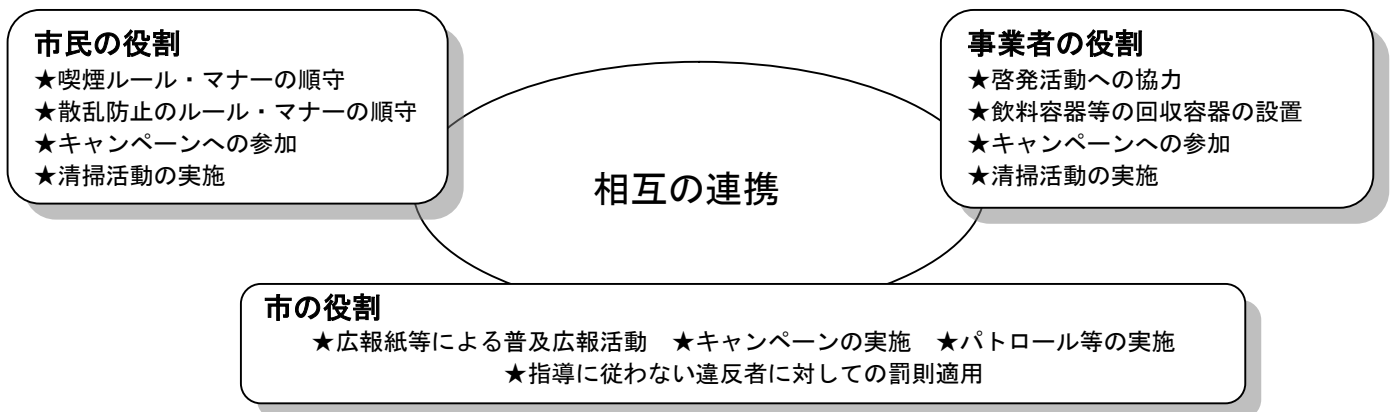 市民の役割
★喫煙ルール・マナーの順守
★散乱防止のルール・マナーの順守
★キャンペーンへの参加
★清掃活動の実施
事業者の役割
★啓発活動への協力
★飲料容器等の回収容器の設置
★キャンペーンへの参加
★清掃活動の実施
相互の連携
市の役割
★広報紙等による普及広報活動　★キャンペーンの実施　★パトロール等の実施
★指導に従わない違反者に対しての罰則適用